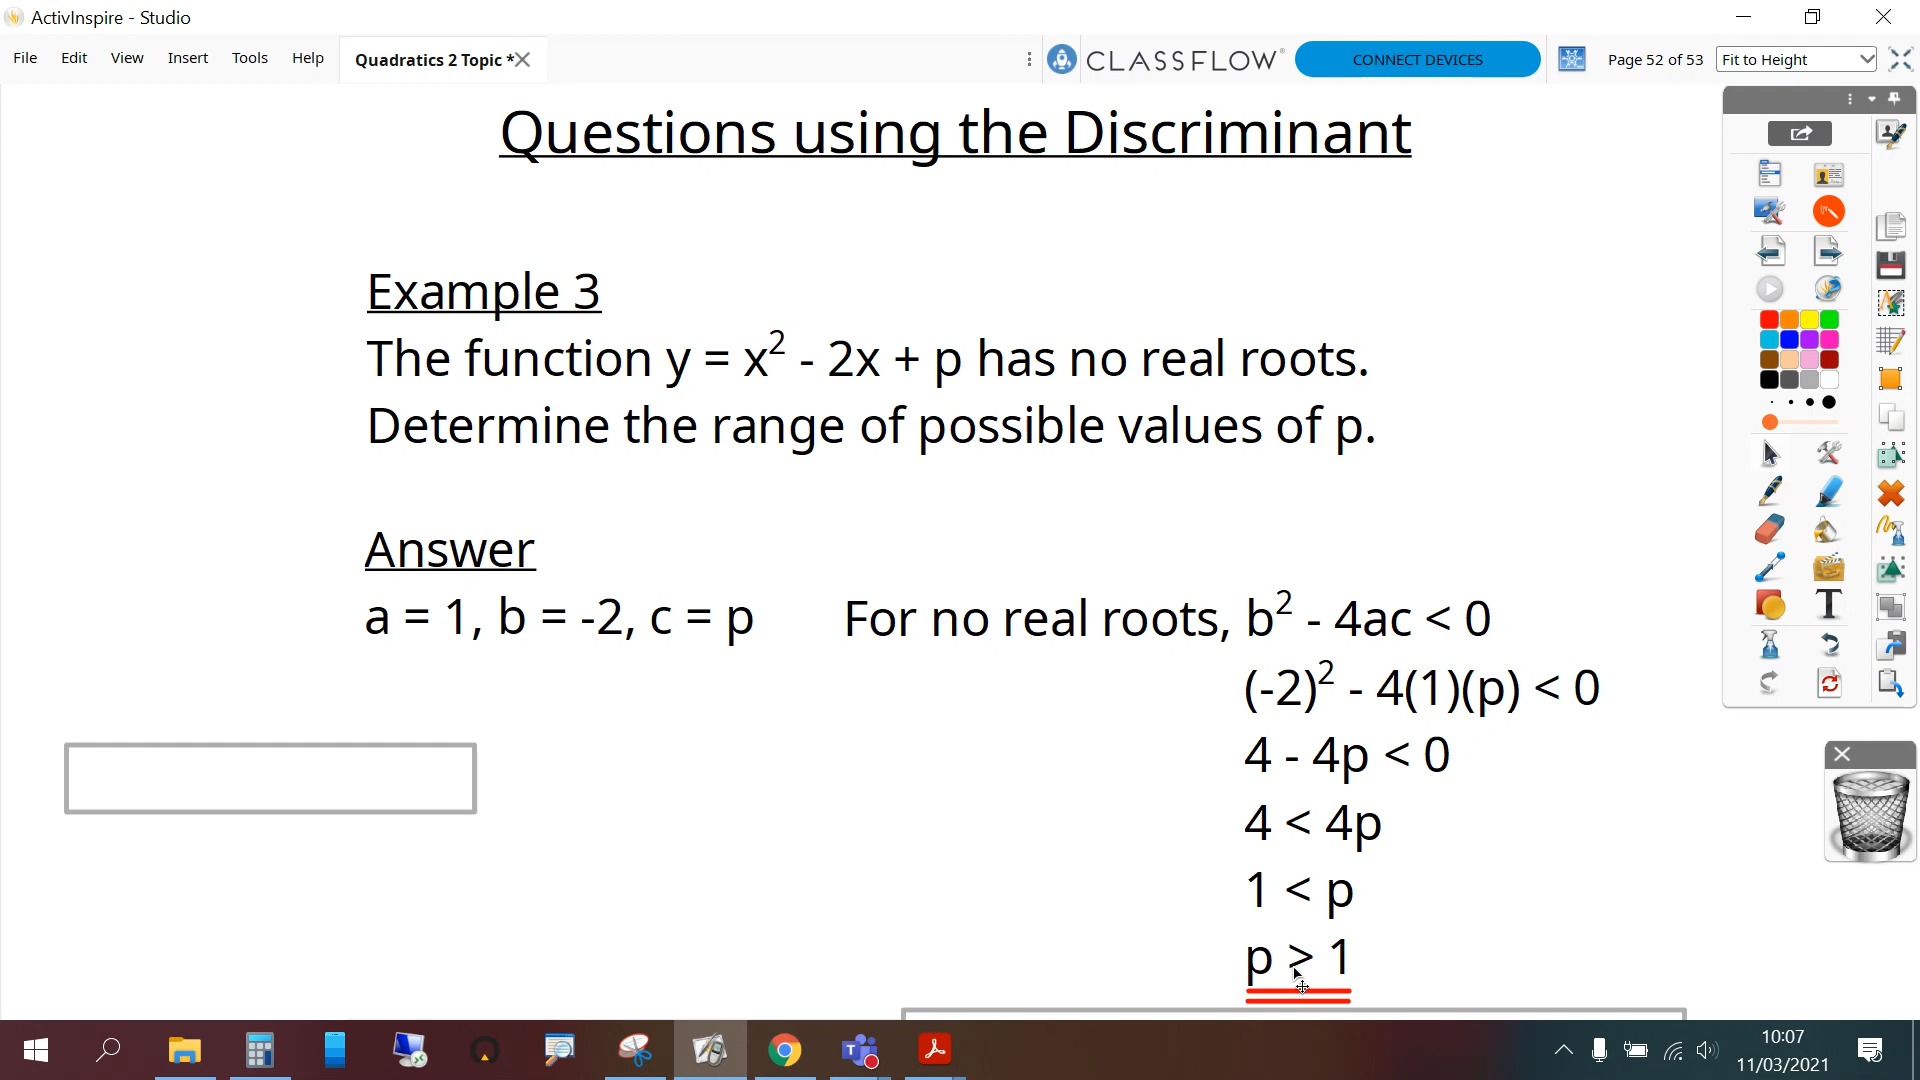 ActivInspire - Studio
File Edit View Insert Tools Help Quadratics 2 Topic * CLASSFLOW CONNECT DEVICES Page 52 of 53 Fit to Height
Questions using the Discriminant
Example 3
The function y = x² - 2x + p has no real roots.
Determine the range of possible values of p.
Answer
a = 1, b = -2, c = p For no real roots, b² - 4ac < 0
(-2)² - 4(1)(p) < 0
4 - 4p < 0
4 < 4p
1 < p
p > 1
10:07
11/03/2021